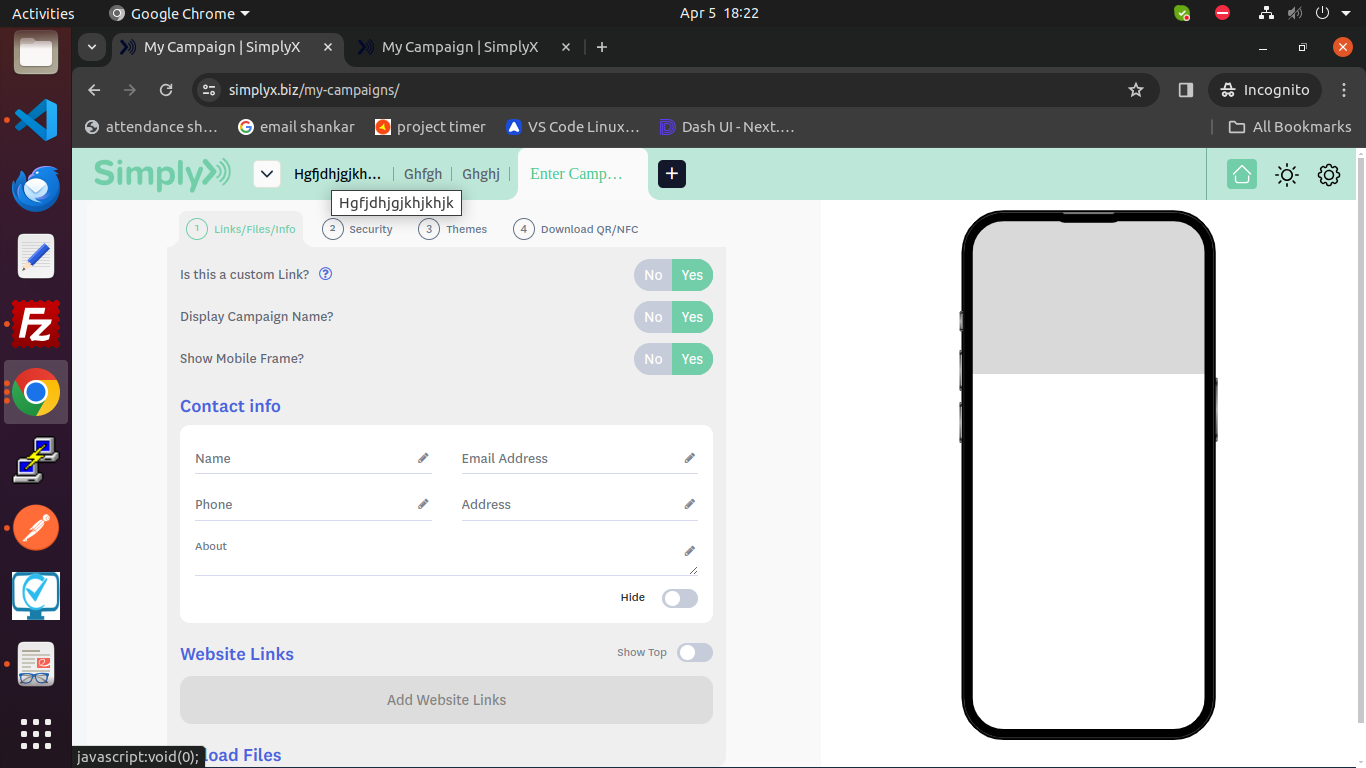 Activities
Google Chrome
Apr 5 18:22
My Campaign | SimplyX
My Campaign | SimplyX
simplyx.biz/my-campaigns/
Incognito
attendance sh…
email shankar
project timer
VS Code Linux…
Dash UI - Next.…
All Bookmarks
Simply
Hgfjdhjgjkh...
Ghfgh
Ghghj
Enter Camp…
+
Hgfjdhjgjkhjkhjk
1 Links/Files/Info
2 Security
3 Themes
4 Download QR/NFC
Is this a custom Link? ?
No Yes
Display Campaign Name?
No Yes
Show Mobile Frame?
No Yes
Contact info
Name
Email Address
Phone
Address
About
Hide
Website Links
Show Top
Add Website Links
load Files
javascript:void(0);